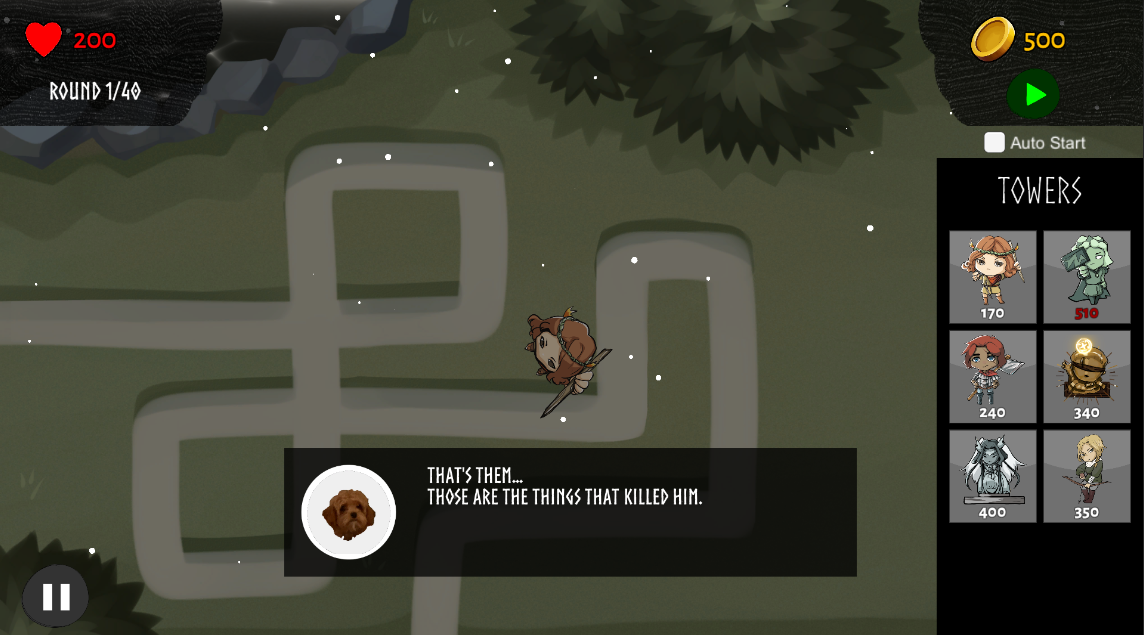 200
ROUND 1/40
500
Auto Start
TOWERS
170
510
240
340
400
350
THAT'S THEM...
THOSE ARE THE THINGS THAT KILLED HIM.